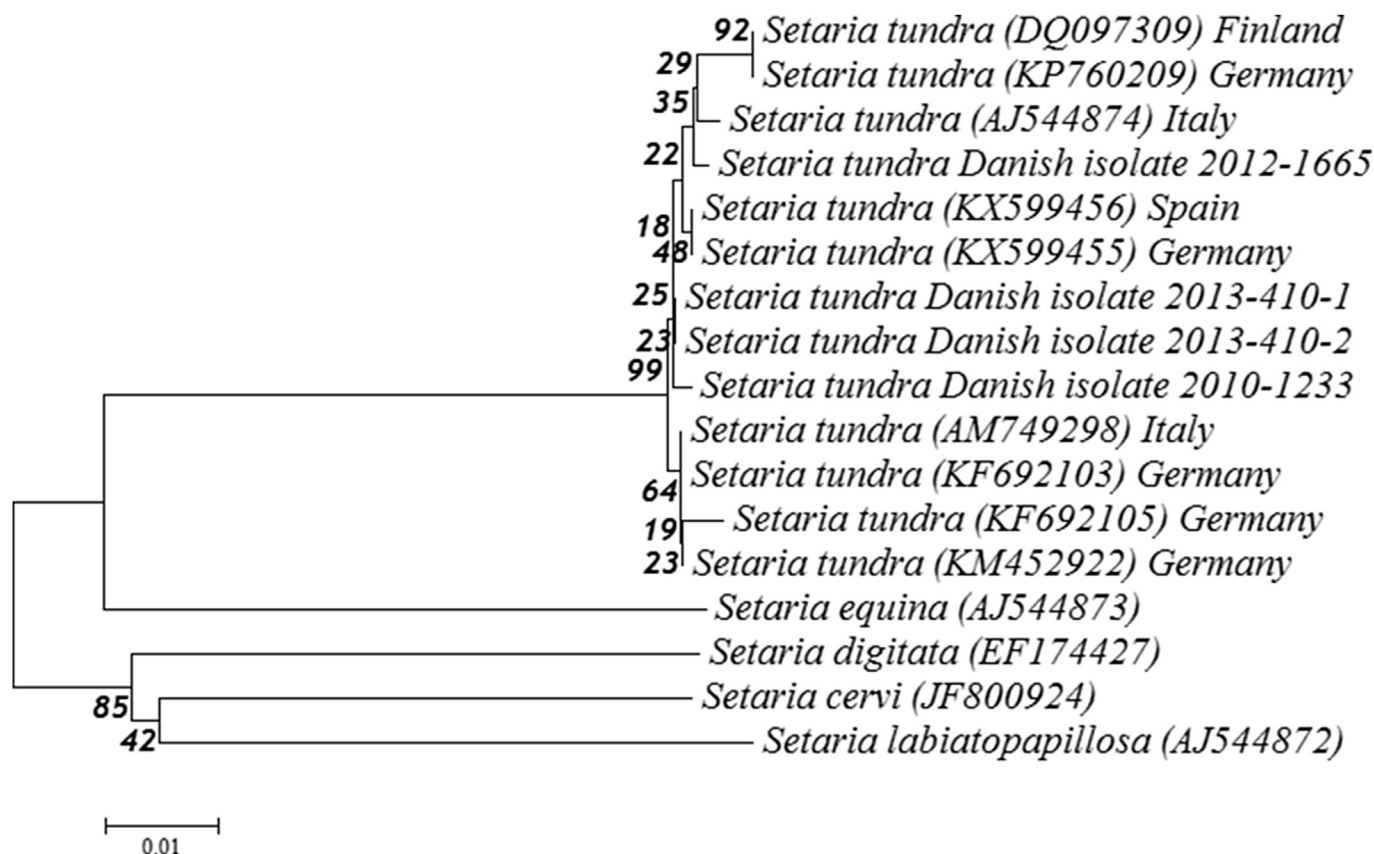 92 Setaria tundra (DQ097309) Finland
29
Setaria tundra (KP760209) Germany
35
Setaria tundra (AJ544874) Italy
22
Setaria tundra Danish isolate 2012-1665
Setaria tundra (KX599456) Spain
18
48 Setaria tundra (KX599455) Germany
25 Setaria tundra Danish isolate 2013-410-1
23 Setaria tundra Danish isolate 2013-410-2
99
Setaria tundra Danish isolate 2010-1233
Setaria tundra (AM749298) Italy
Setaria tundra (KF692103) Germany
64
Setaria tundra (KF692105) Germany
19
23 Setaria tundra (KM452922) Germany
Setaria equina (AJ544873)
Setaria digitata (EF174427)
Setaria cervi (JF800924)
85
42 Setaria labiatopapillosa (AJ544872)
0.01